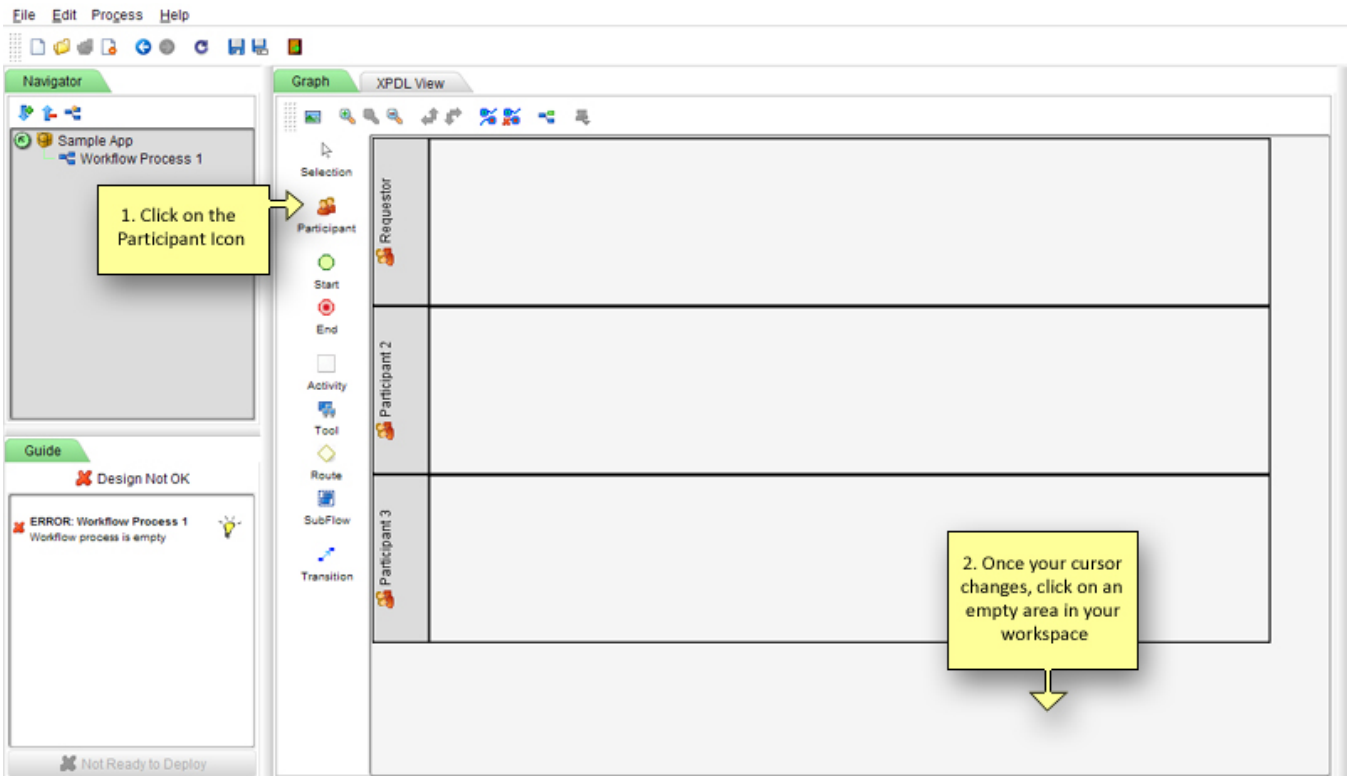 File Edit Process Help
Navigator
Graph
XPDL View
Sample App
Workflow Process 1
1. Click on the
Participant Icon
Selection
Participant
Start
End
Activity
Tool
Route
SubFlow
Transition
Requestor
Participant 2
Participant 3
Guide
Design Not OK
ERROR: Workflow Process 1
Workflow process is empty
Not Ready to Deploy
2. Once your cursor
changes, click on an
empty area in your
workspace